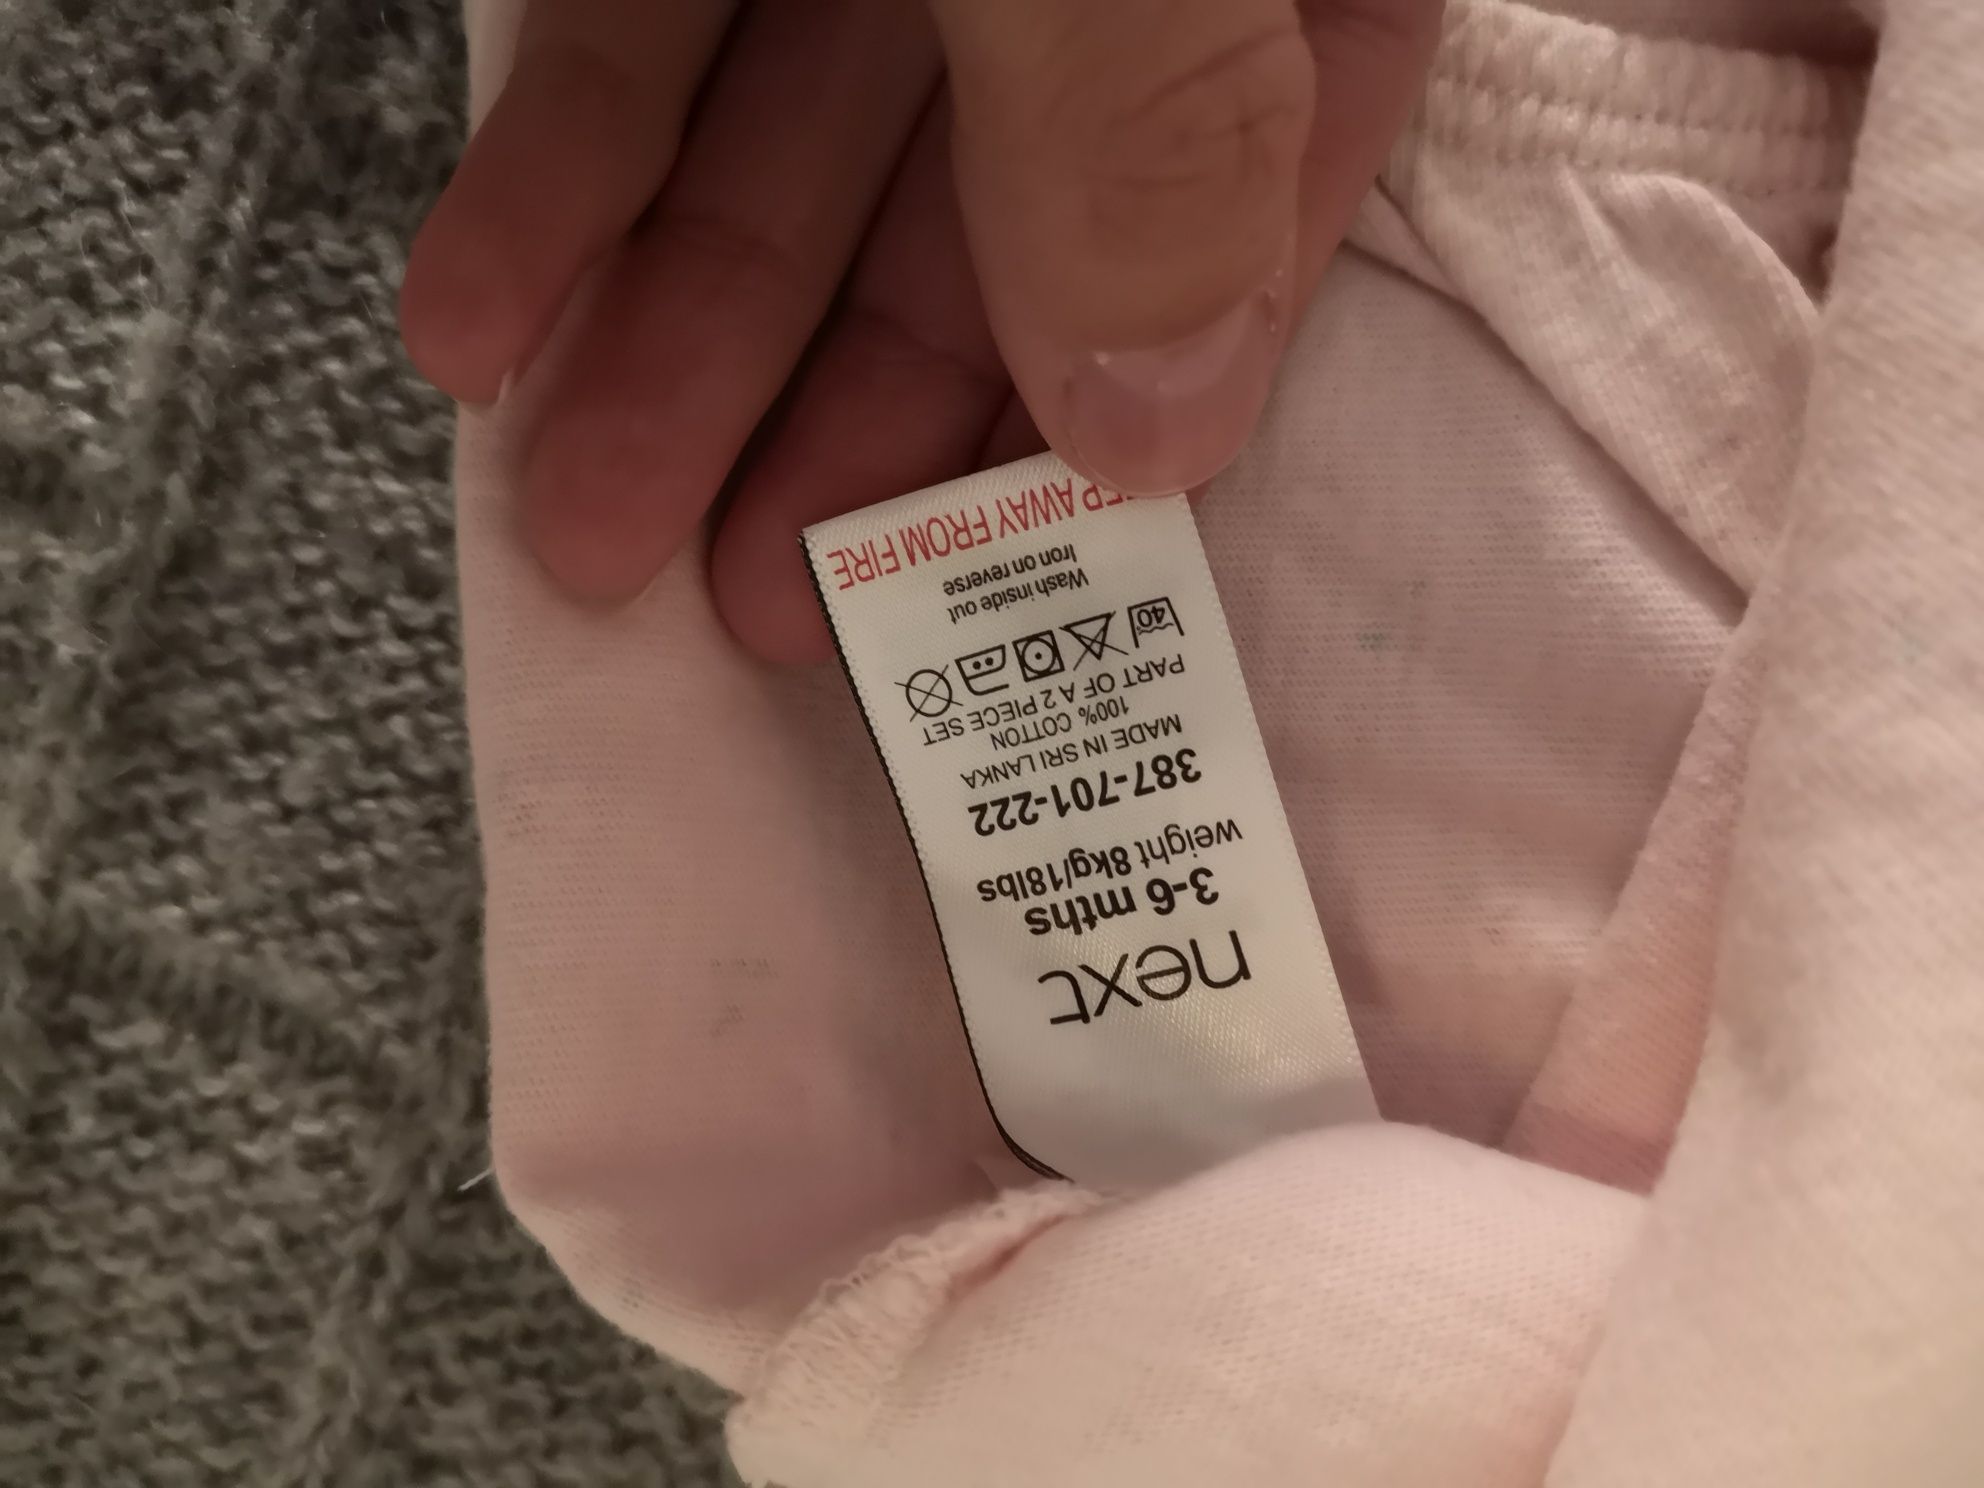 next
3-6 mths
weight 8kg/18lbs
387-701-222
MADE IN SRI LANKA
100% COTTON
PART OF A 2 PIECE SET
40°
Wash inside out
Iron on reverse
AWAY FROM FIRE